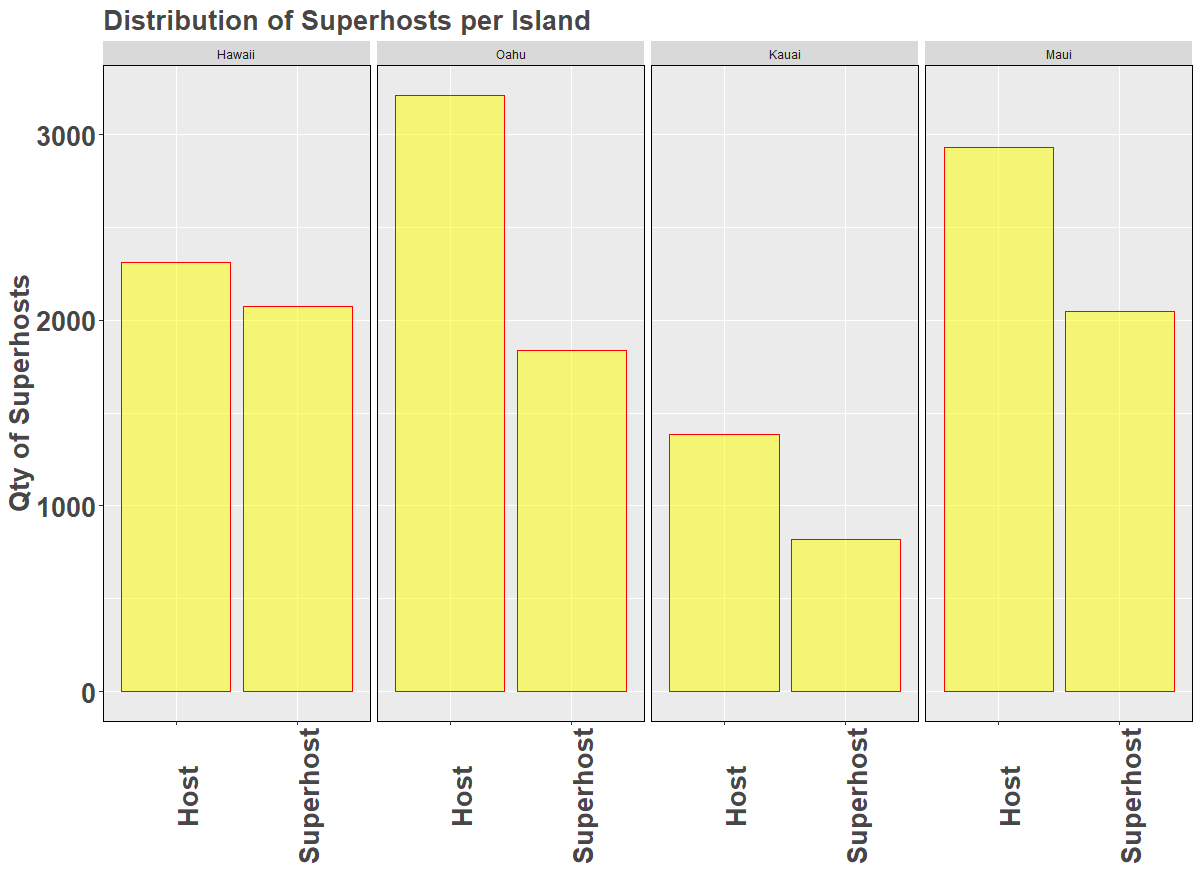 Distribution of Superhosts per Island
Hawaii
Oahu
Kauai
Maui
Qty of Superhosts
3000
2000
1000
0
Host
Superhost
Host
Superhost
Host
Superhost
Host
Superhost